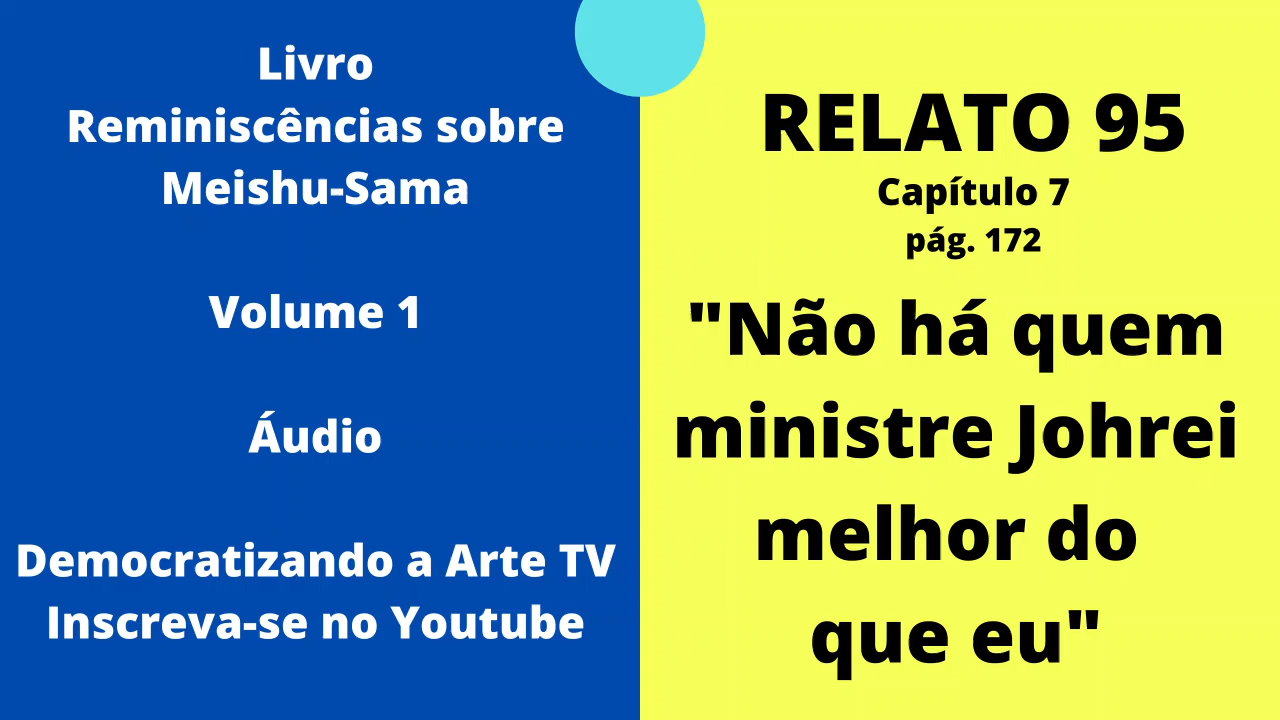 Livro
Reminiscências sobre
Meishu-Sama
Volume 1
Áudio
Democratizando a Arte TV
Inscreva-se no Youtube
RELATO 95
Capítulo 7
pág. 172
"Não há quem
ministre Johrei
melhor do
que eu"